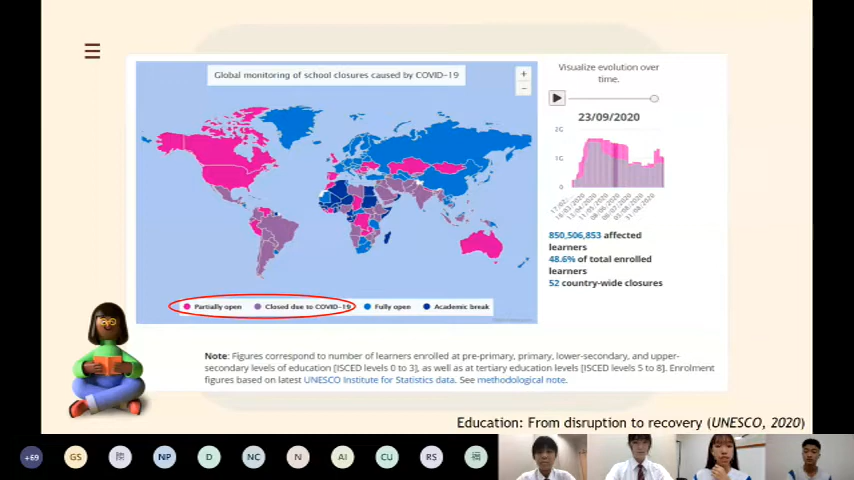 Global monitoring of school closures caused by COVID-19
+
−
Partially open
Closed due to COVID-19
Fully open
Academic break
Visualize evolution over
time.
23/09/2020
850,506,853 affected
learners
48.6% of total enrolled
learners
52 country-wide closures
Note: Figures correspond to number of learners enrolled at pre-primary, primary, lower-secondary, and upper-
secondary levels of education [ISCED levels 0 to 3], as well as at tertiary education levels [ISCED levels 5 to 8]. Enrolment
figures based on latest UNESCO Institute for Statistics data. See methodological note.
Education: From disruption to recovery (UNESCO, 2020)
+69
GS
NP
D
NC
N
AI
CU
RS